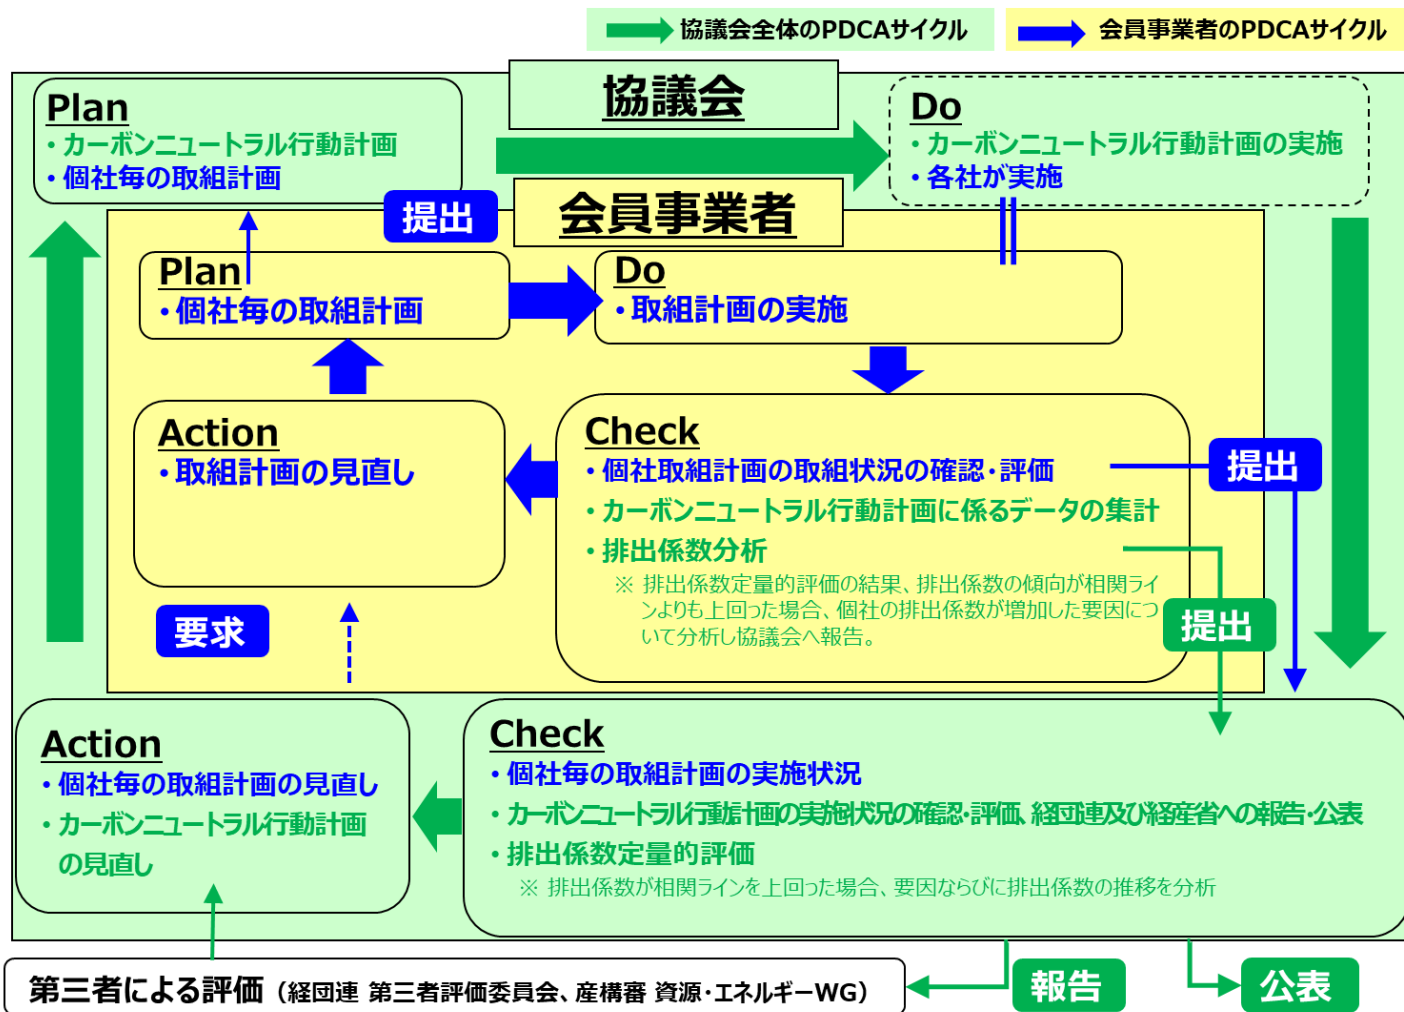 協議会全体のPDCAサイクル
会員事業者のPDCAサイクル
協議会
Plan
・カーボンニュートラル行動計画
・個社毎の取組計画
Do
・カーボンニュートラル行動計画の実施
・各社が実施
提出
会員事業者
Plan
・個社毎の取組計画
Do
・取組計画の実施
Action
・取組計画の見直し
Check
・個社取組計画の取組状況の確認・評価
・カーボンニュートラル行動計画に係るデータの集計
・排出係数分析
※ 排出係数定量的評価の結果、排出係数の傾向が相関ライ
ンよりも上回った場合、個社の排出係数が増加した要因につ
いて分析し協議会へ報告。
提出
提出
要求
Action
・個社毎の取組計画の見直し
・カーボンニュートラル行動計画
の見直し
Check
・個社毎の取組計画の実施状況
・カーボンニュートラル行動計画の実施状況の確認・評価、経団連及び経産省への報告・公表
・排出係数定量的評価
※ 排出係数が相関ラインを上回った場合、要因ならびに排出係数の推移を分析
第三者による評価（経団連 第三者評価委員会、産構審 資源・エネルギーWG）
報告
公表